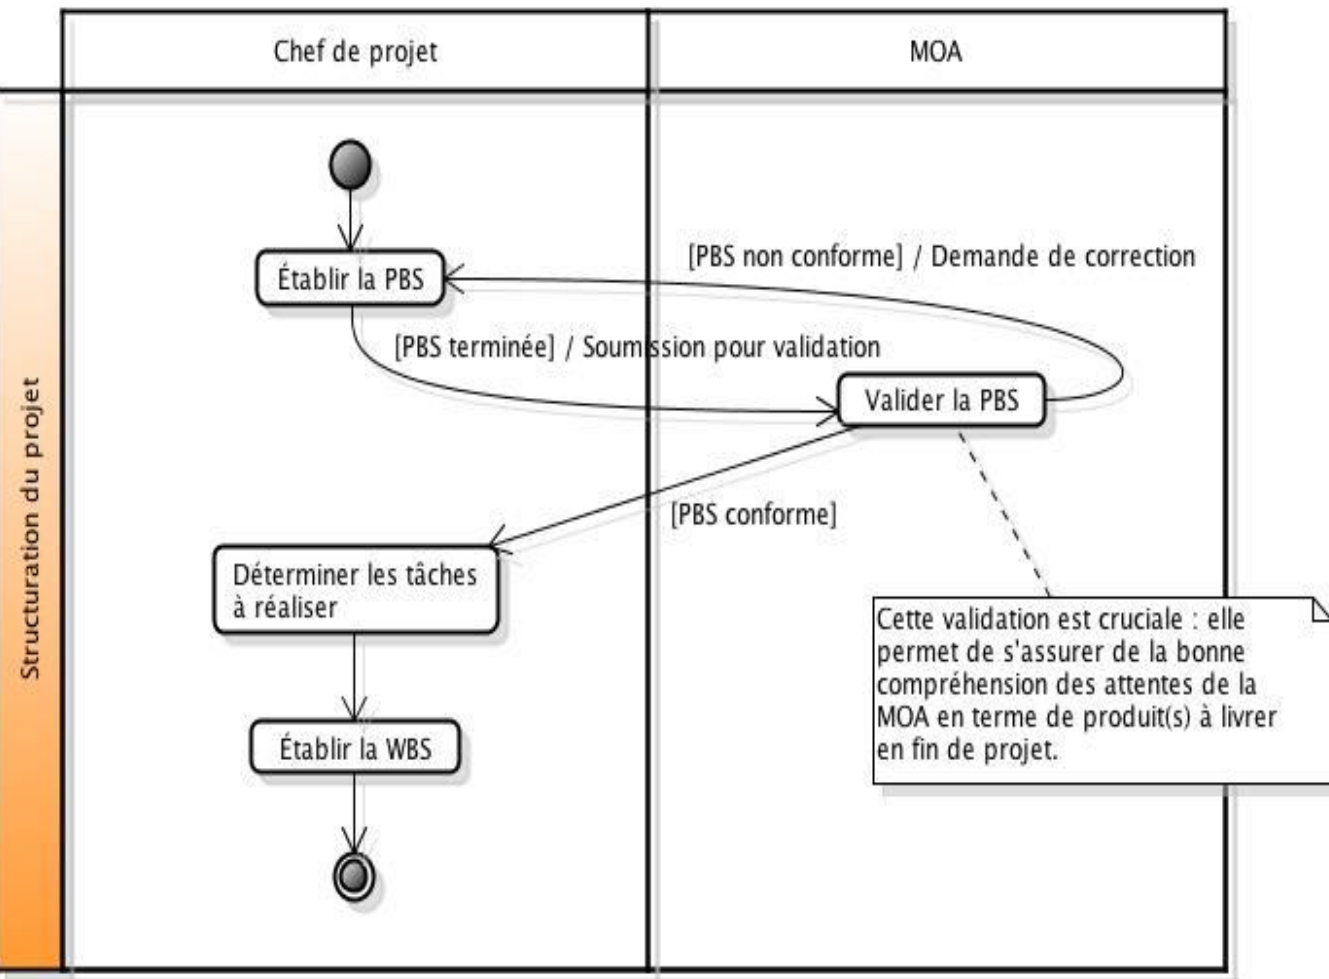 Chef de projet
MOA
Structuration du projet
Établir la PBS
[PBS non conforme] / Demande de correction
[PBS terminée] / Soumission pour validation
Valider la PBS
[PBS conforme]
Déterminer les tâches
à réaliser
Établir la WBS
Cette validation est cruciale : elle
permet de s'assurer de la bonne
compréhension des attentes de la
MOA en terme de produit(s) à livrer
en fin de projet.